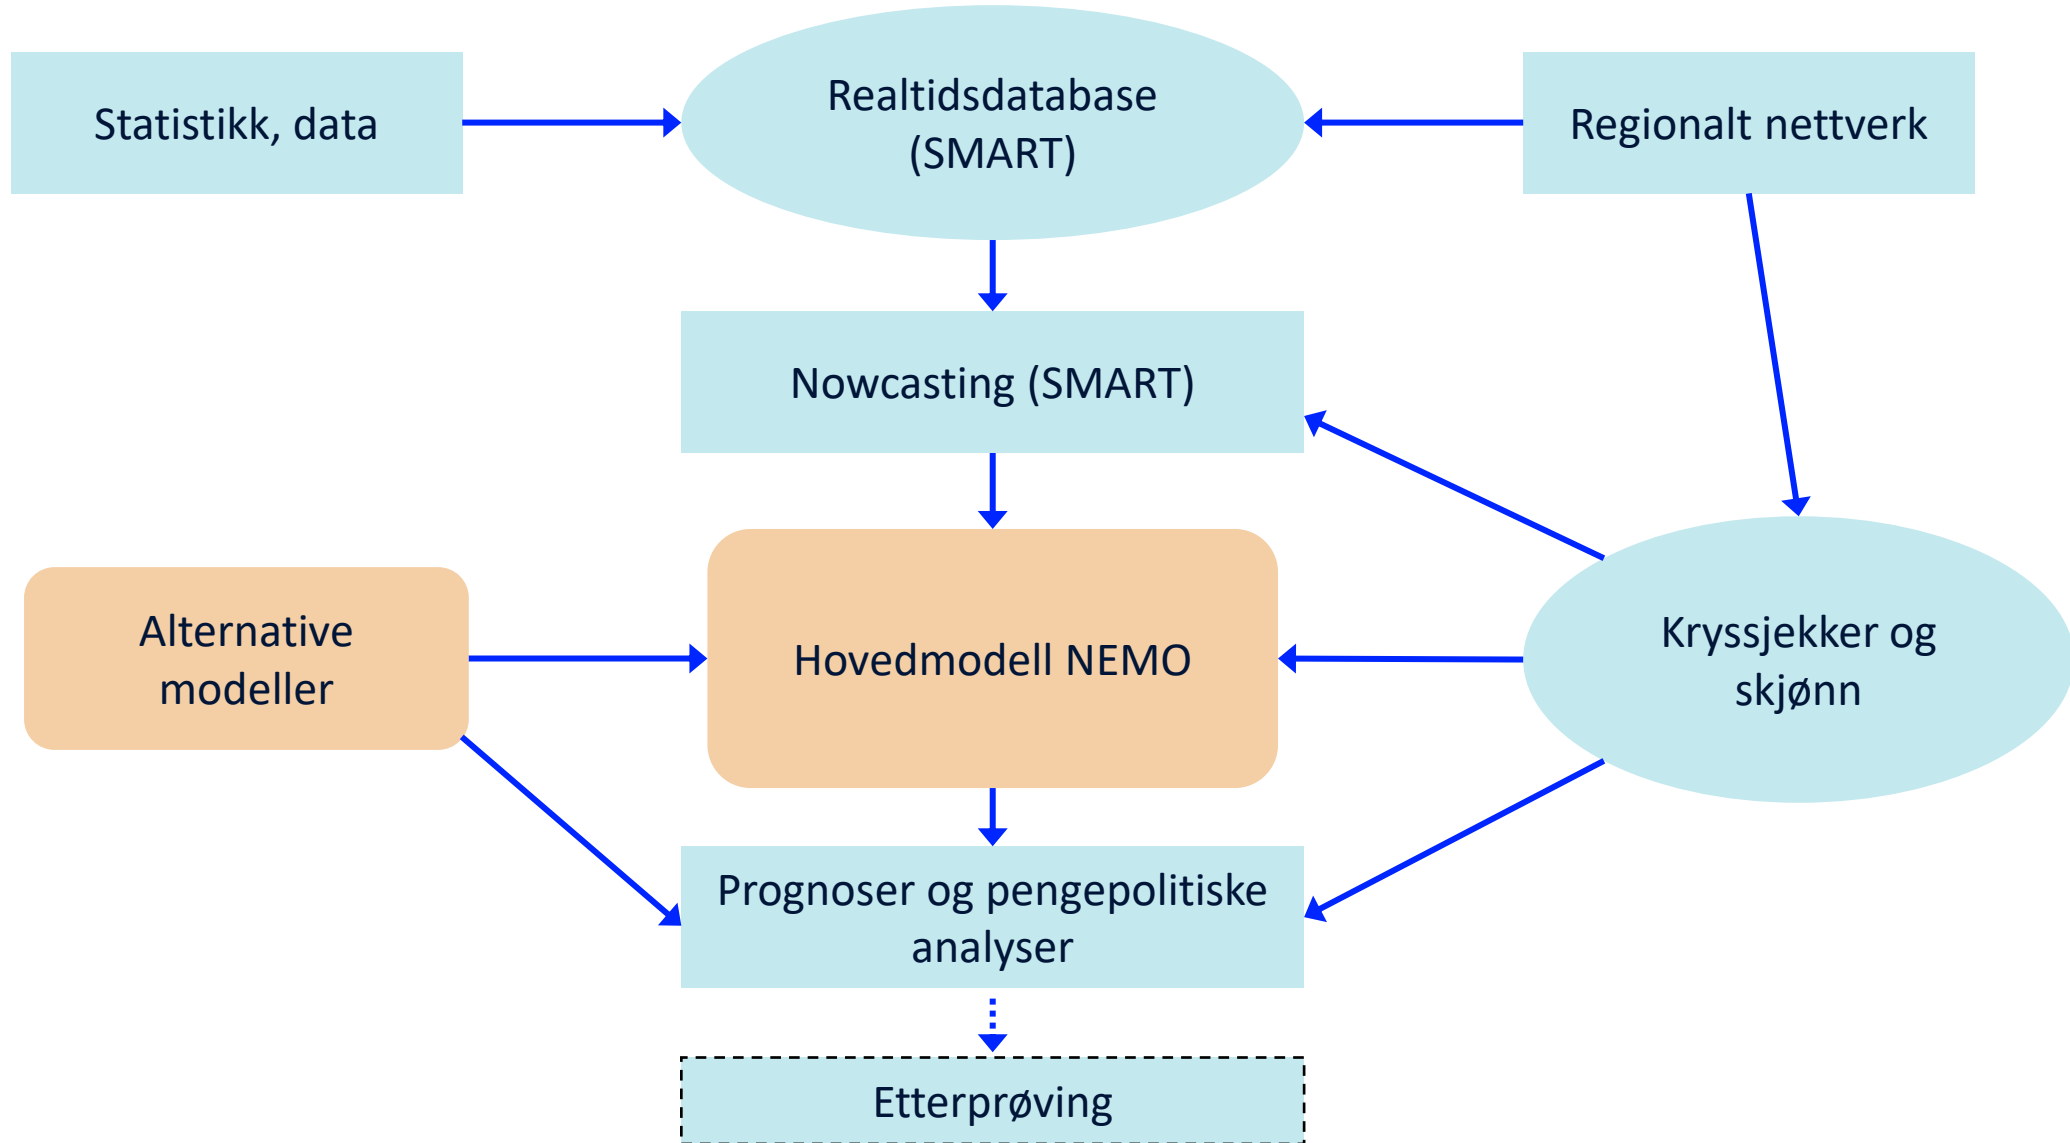 Statistikk, data
Realtidsdatabase
(SMART)
Regionalt nettverk
Nowcasting (SMART)
Alternative
modeller
Hovedmodell NEMO
Kryssjekker og
skjønn
Prognoser og pengepolitiske
analyser
Etterprøving